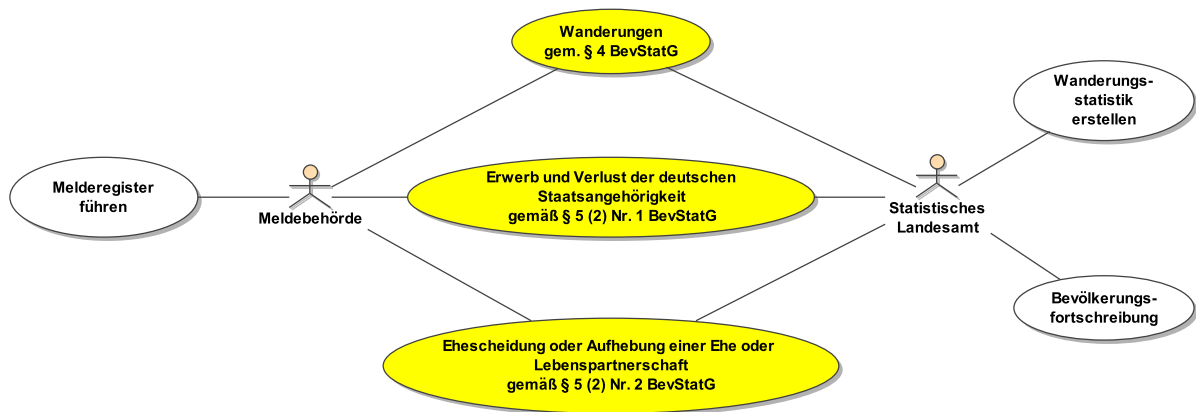 Wanderungen
gem. § 4 BevStatG
Wanderungs-
statistik
erstellen
Melderegister
führen
Meldebehörde
Erwerb und Verlust der deutschen
Staatsangehörigkeit
gemäß § 5 (2) Nr. 1 BevStatG
Statistisches
Landesamt
Bevölkerungs-
fortschreibung
Ehescheidung oder Aufhebung einer Ehe oder
Lebenspartnerschaft
gemäß § 5 (2) Nr. 2 BevStatG